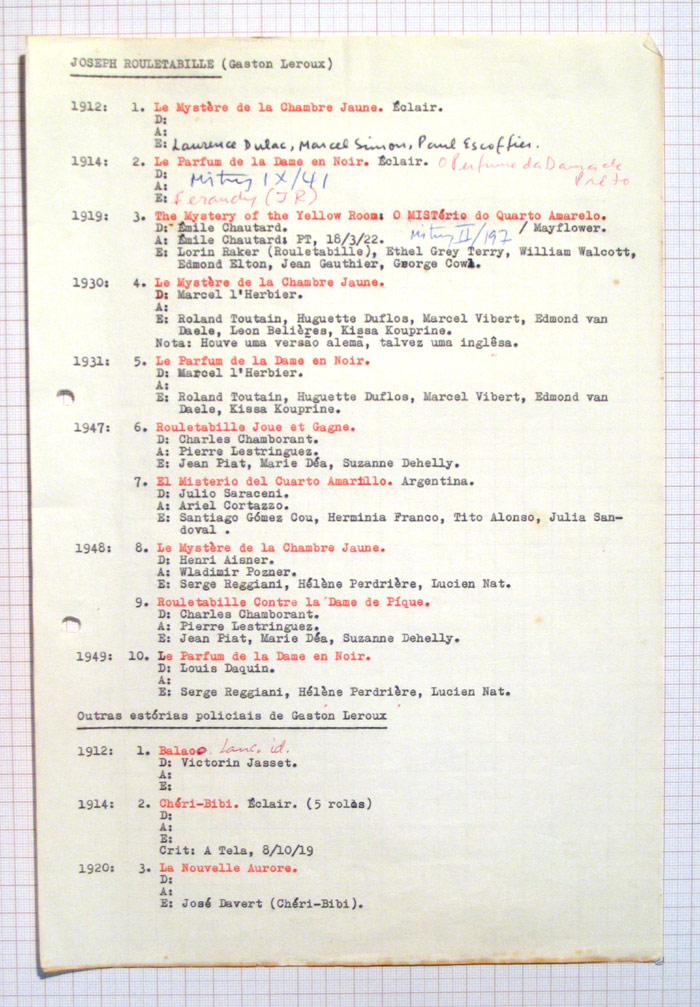 JOSEPH ROULETABILLE (Gaston Leroux)
1912: 1. Le Mystère de la Chambre Jaune. Éclair.
D:
A:
E: Laurence Dulac, Marcel Simon, Paul Escoffier.
1914: 2. Le Parfum de la Dame en Noir. Éclair. O Perfume da Dama de
Preto
D:
A: IX/41
E:
1919: 3. The Mystery of the Yellow Room: O MISTério do Quarto Amarelo.
D: Émile Chautard. / Mayflower.
A: Émile Chautard: PT, 18/3/22. II/197
E: Lorin Raker (Rouletabille), Ethel Grey Terry, William Walcott,
Edmund Elton, Jean Gauthier, George Cowl.
1930: 4. Le Mystère de la Chambre Jaune.
D: Marcel l'Herbier.
A:
E: Roland Toutain, Huguette Duflos, Marcel Vibert, Edmond van
Daele, Leon Belières, Kissa Kouprine.
Nota: Houve uma versão alemã, talvez uma inglêsa.
1931: 5. Le Parfum de la Dame en Noir.
D: Marcel l'Herbier.
A:
E: Roland Toutain, Huguette Duflos, Marcel Vibert, Edmond van
Daele, Kissa Kouprine.
1947: 6. Rouletabille Joue et Gagne.
D: Charles Chamborant.
A: Pierre Lestringuez.
E: Jean Piat, Marie Déa, Suzanne Dehelly.
7. El Misterio del Cuarto Amarillo. Argentina.
D: Julio Saraceni.
A: Ariel Cortazzo.
E: Santiago Gómez Cou, Herminia Franco, Tito Alonso, Julia San-
doval .
1948: 8. Le Mystère de la Chambre Jaune.
D: Henri Aisner.
A: Wladimir Pozner.
E: Serge Reggiani, Hélène Perdrière, Lucien Nat.
9. Rouletabille Contre la Dame de Pique.
D: Charles Chamborant.
A: Pierre Lestringuez.
E: Jean Piat, Marie Déa, Suzanne Dehelly.
1949: 10. Le Parfum de la Dame en Noir.
D: Louis Daquin.
A:
E: Serge Reggiani, Hélène Perdrière, Lucien Nat.
Outras estórias policiais de Gaston Leroux
1912: 1. Balaoo. id.
D: Victorin Jasset.
A:
E:
1914: 2. Chéri-Bibi. Éclair. (5 rolos)
D:
A:
E:
Crit: A Tela, 8/10/19
1920: 3. La Nouvelle Aurore.
D:
A:
E: José Davert (Chéri-Bibi).